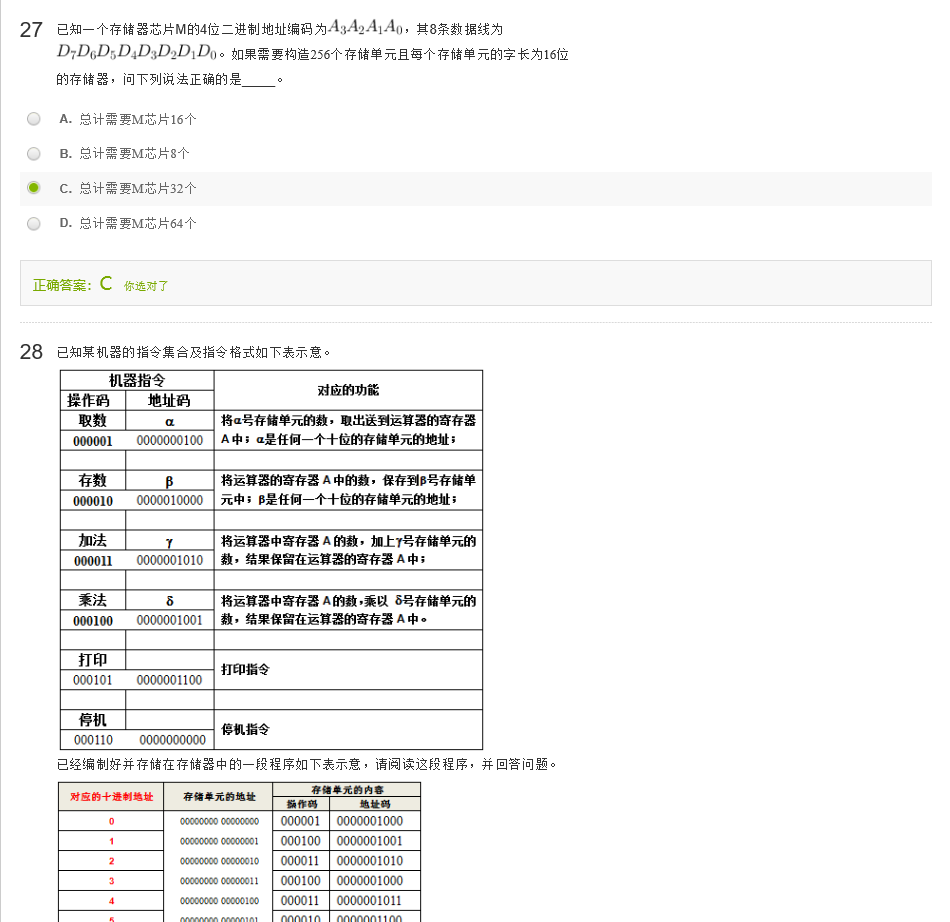 27 已知一个存储器芯片M的4位二进制地址编码为A₃A₂A₁A₀，其8条数据线为
D₇D₆D₅D₄D₃D₂D₁D₀。如果需要构造256个存储单元且每个存储单元的字长为16位
的存储器，问下列说法正确的是_____。
A. 总计需要M芯片16个
B. 总计需要M芯片8个
C. 总计需要M芯片32个
D. 总计需要M芯片64个
正确答案：C 你选对了
28 已知某机器的指令集合及指令格式如下表示意。
机器指令 对应的功能
操作码 地址码
取数 α 将α号存储单元的数，取出送到运算器的寄存器
000001 0000000100 A中；α是任何一个十位的存储单元的地址；
存数 β 将运算器的寄存器 A 中的数，保存到β号存储单
000010 0000010000 元中；β是任何一个十位的存储单元的地址；
加法 γ 将运算器中寄存器 A 的数，加上γ号存储单元的
000011 0000001010 数，结果保留在运算器的寄存器 A 中；
乘法 δ 将运算器中寄存器 A 的数，乘以 δ号存储单元的
000100 0000001001 数，结果保留在运算器的寄存器 A 中。
打印 打印指令
000101 0000001100
停机 停机指令
000110 0000000000
已经编制好并存储在存储器中的一段程序如下表示意，请阅读这段程序，并回答问题。
对应的十进制地址 存储单元的地址 存储单元的内容
操作码 地址码
0 00000000 00000000 000001 0000001000
1 00000000 00000001 000100 0000001001
2 00000000 00000010 000011 0000001010
3 00000000 00000011 000100 0000001000
4 00000000 00000100 000011 0000001011
5 00000000 00000101 000010 0000001100